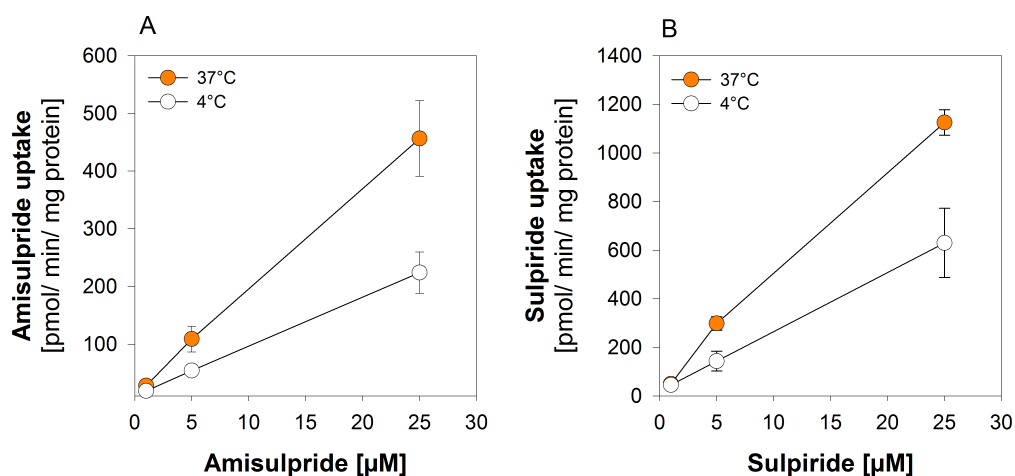 A
600
500
400
300
200
100
0
5
10
15
20
25
30
37°C
4°C
Amisulpride uptake
[pmol/ min/ mg protein]
Amisulpride [µM]
B
1400
1200
1000
800
600
400
200
0
0
5
10
15
20
25
30
37°C
4°C
Sulpiride uptake
[pmol/ min/ mg protein]
Sulpiride [µM]